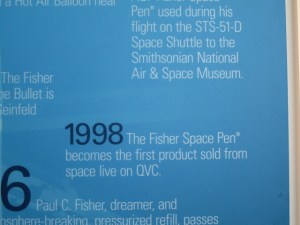 a Hot Air Balloon near
Pen® used during his
flight on the STS-51-D
Space Shuttle to the
Smithsonian National
Air & Space Museum.
The Fisher
Bullet is
Seinfeld
1998 The Fisher Space Pen®
becomes the first product sold from
space live on QVC.
6 Paul C. Fisher, dreamer, and
osphere-breaking, pressurized refill, passes